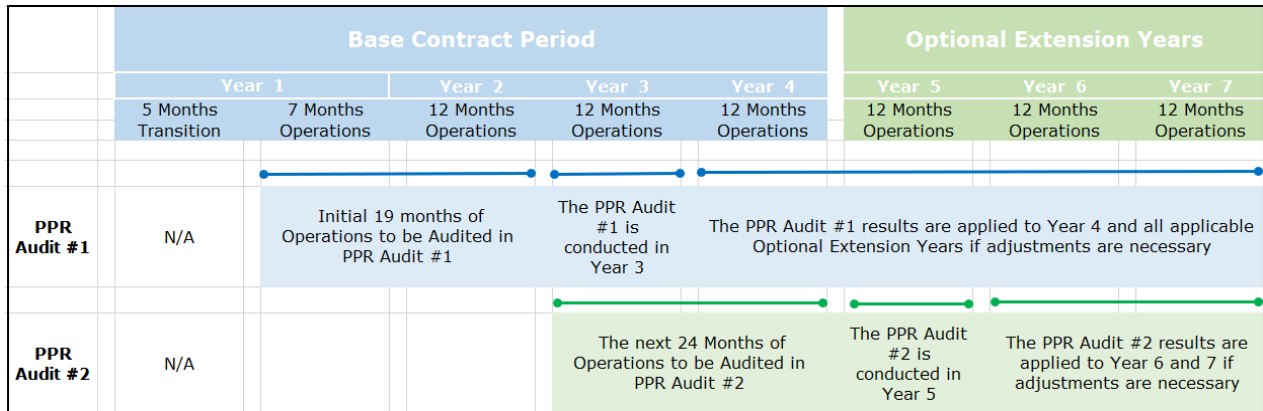 Base Contract Period
Optional Extension Years
Year 1
Year 2
Year 3
Year 4
Year 5
Year 6
Year 7
5 Months
Transition
7 Months
Operations
12 Months
Operations
12 Months
Operations
12 Months
Operations
12 Months
Operations
12 Months
Operations
12 Months
Operations
PPR
Audit #1
N/A
Initial 19 months of
Operations to be Audited in
PPR Audit #1
The PPR Audit
#1 is
conducted in
Year 3
The PPR Audit #1 results are applied to Year 4 and all applicable
Optional Extension Years if adjustments are necessary
PPR
Audit #2
N/A
The next 24 Months of
Operations to be Audited in
PPR Audit #2
The PPR Audit
#2 is
conducted in
Year 5
The PPR Audit #2 results are
applied to Year 6 and 7 if
adjustments are necessary